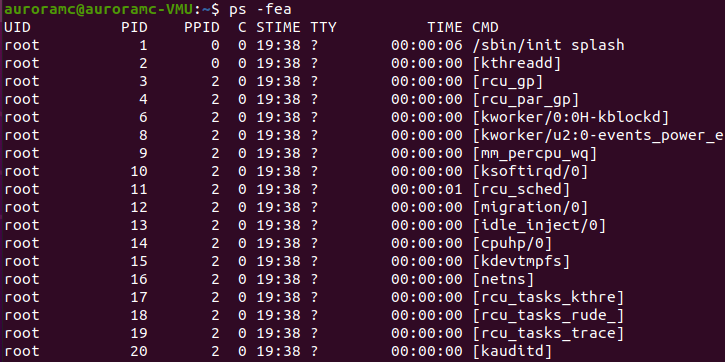 auroramc@auroramc-VMU:~$ ps -fea
UID PID PPID C STIME TTY TIME CMD
root 1 0 0 19:38 ? 00:00:06 /sbin/init splash
root 2 0 0 19:38 ? 00:00:00 [kthreadd]
root 3 2 0 19:38 ? 00:00:00 [rcu_gp]
root 4 2 0 19:38 ? 00:00:00 [rcu_par_gp]
root 6 2 0 19:38 ? 00:00:00 [kworker/0:0H-kblockd]
root 8 2 0 19:38 ? 00:00:00 [kworker/u2:0-events_power_e
root 9 2 0 19:38 ? 00:00:00 [mm_percpu_wq]
root 10 2 0 19:38 ? 00:00:00 [ksoftirqd/0]
root 11 2 0 19:38 ? 00:00:01 [rcu_sched]
root 12 2 0 19:38 ? 00:00:00 [migration/0]
root 13 2 0 19:38 ? 00:00:00 [idle_inject/0]
root 14 2 0 19:38 ? 00:00:00 [cpuhp/0]
root 15 2 0 19:38 ? 00:00:00 [kdevtmpfs]
root 16 2 0 19:38 ? 00:00:00 [netns]
root 17 2 0 19:38 ? 00:00:00 [rcu_tasks_kthre]
root 18 2 0 19:38 ? 00:00:00 [rcu_tasks_rude_]
root 19 2 0 19:38 ? 00:00:00 [rcu_tasks_trace]
root 20 2 0 19:38 ? 00:00:00 [kauditd]